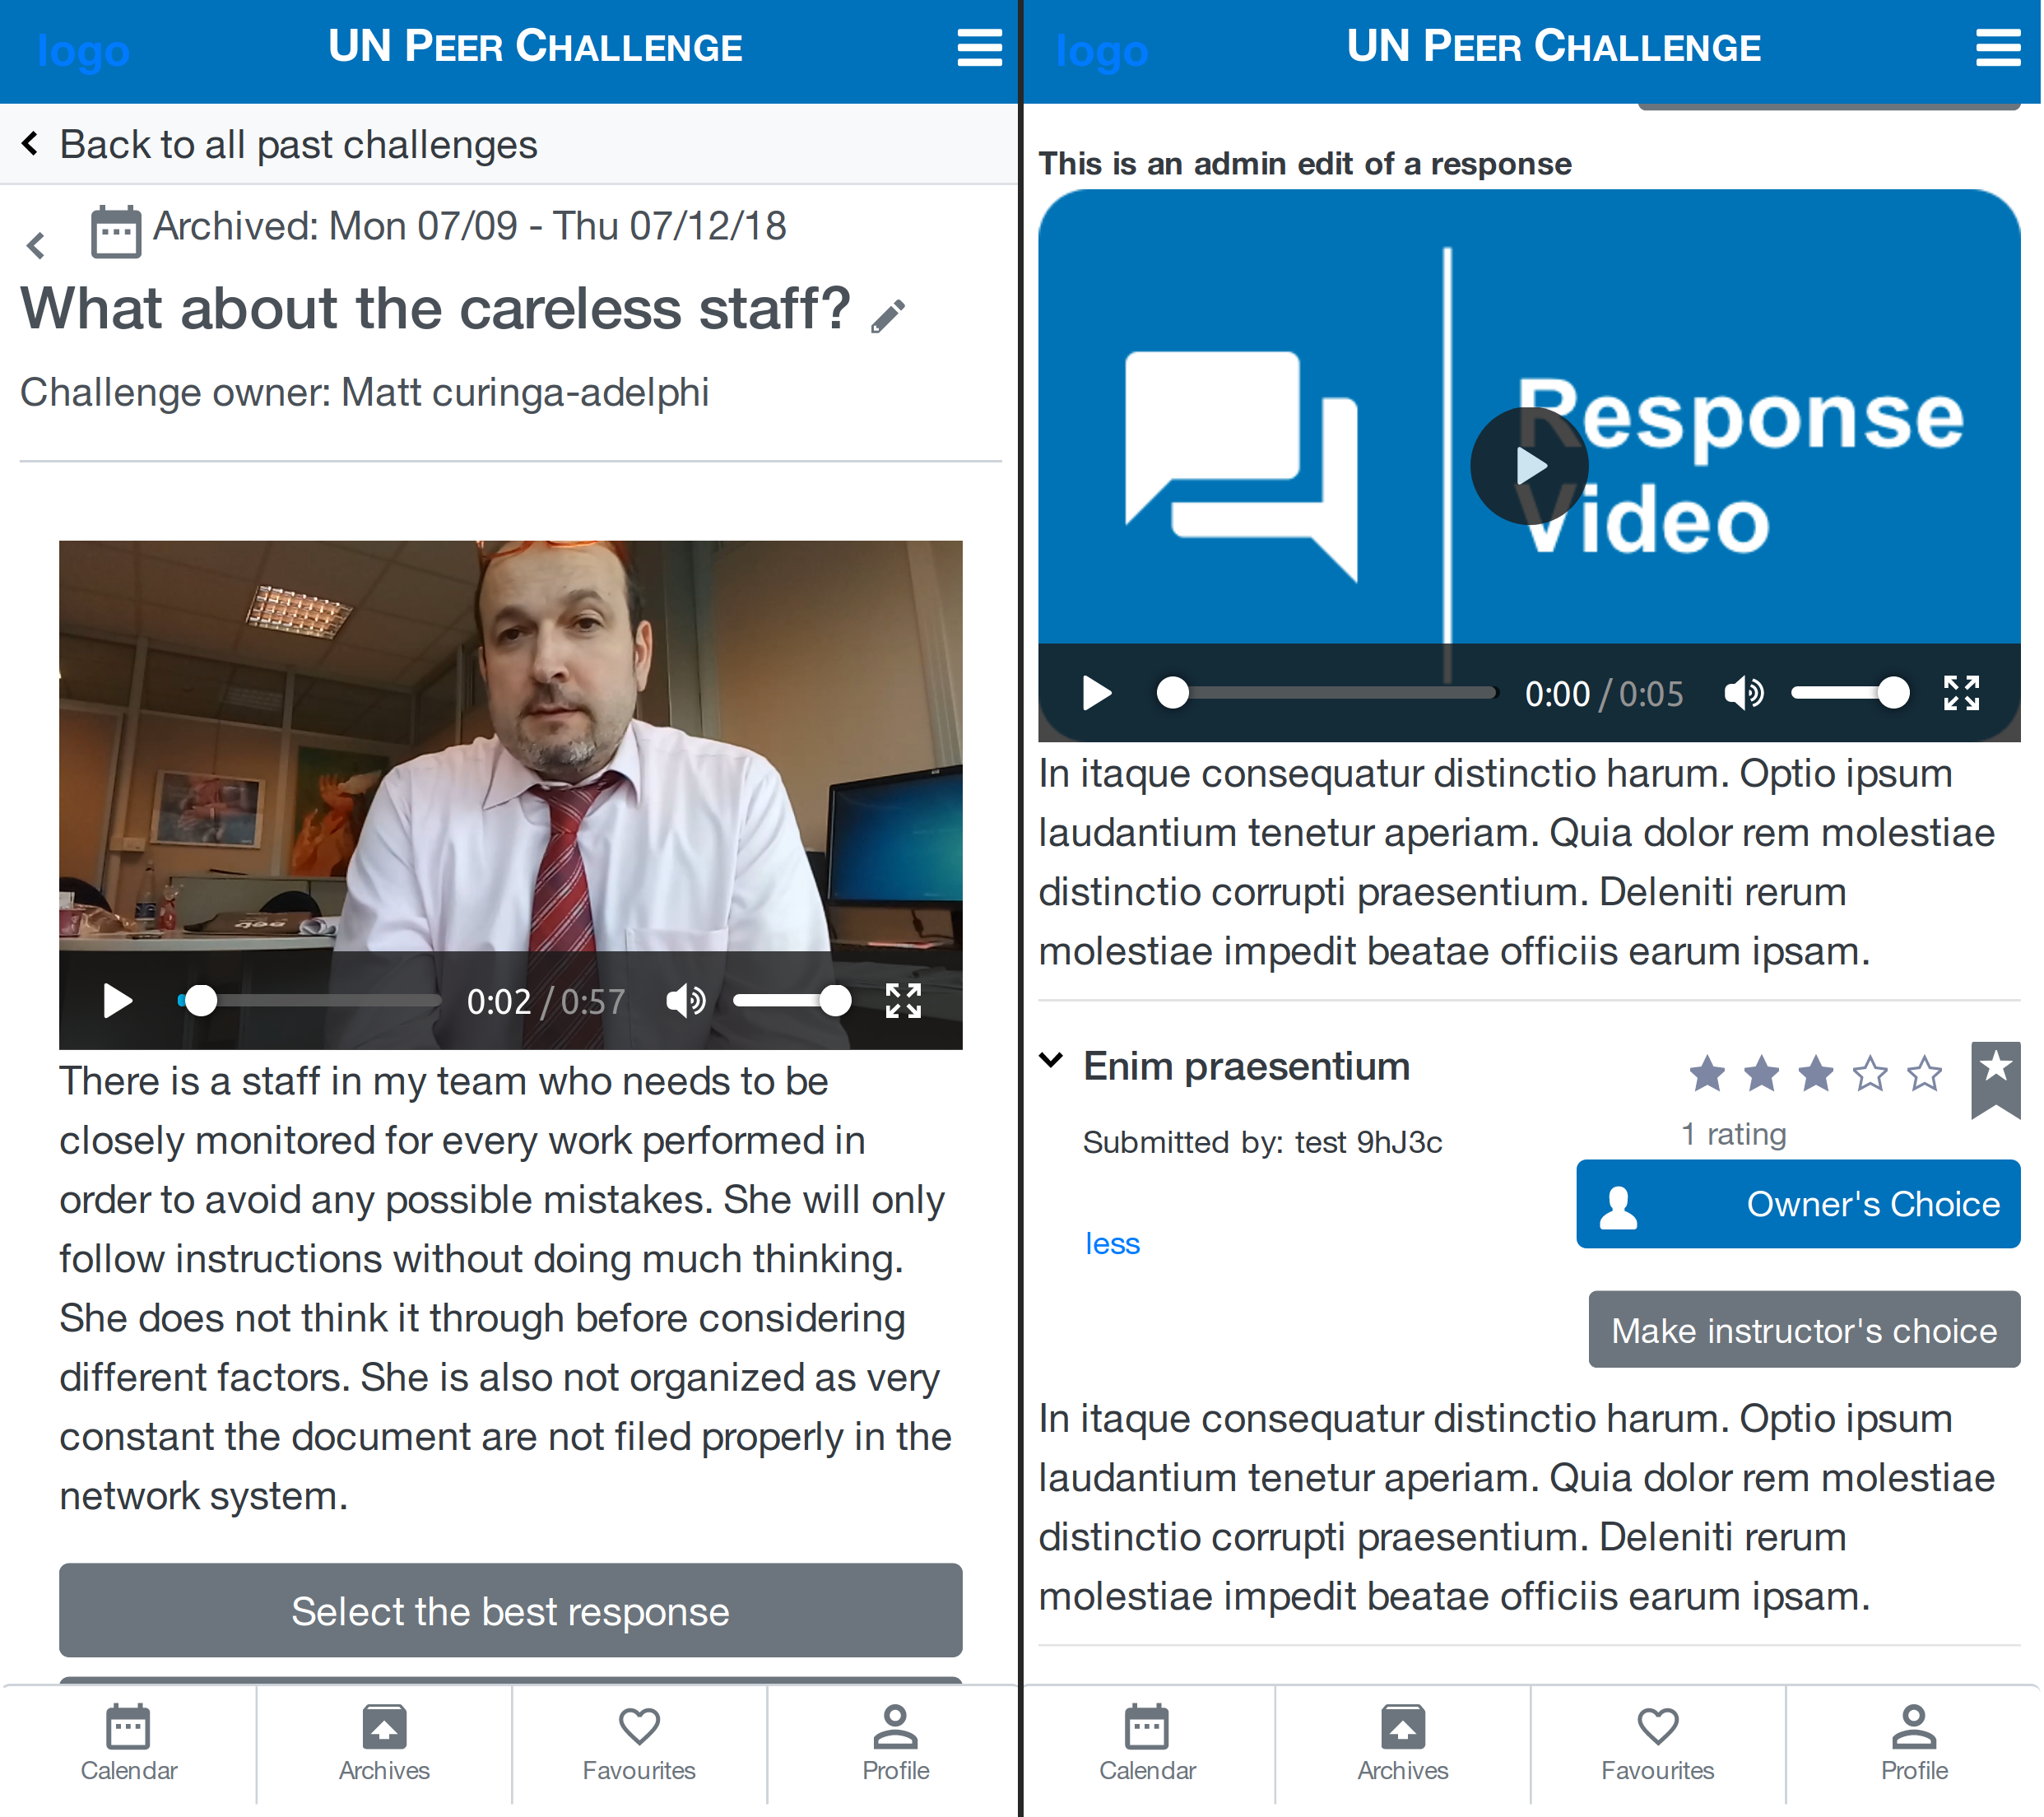 logo
UN PEER CHALLENGE
Back to all past challenges
Archived: Mon 07/09 - Thu 07/12/18
What about the careless staff?
Challenge owner: Matt curinga-adelphi
0:02 / 0:57
There is a staff in my team who needs to be
closely monitored for every work performed in
order to avoid any possible mistakes. She will only
follow instructions without doing much thinking.
She does not think it through before considering
different factors. She is also not organized as very
constant the document are not filed properly in the
network system.
Select the best response
Calendar
Archives
Favourites
Profile
logo
UN PEER CHALLENGE
This is an admin edit of a response
Response
Video
0:00 / 0:05
In itaque consequatur distinctio harum. Optio ipsum
laudantium tenetur aperiam. Quia dolor rem molestiae
distinctio corrupti praesentium. Deleniti rerum
molestiae impedit beatae officiis earum ipsam.
Enim praesentium
1 rating
Submitted by: test 9hJ3c
Owner's Choice
less
Make instructor's choice
In itaque consequatur distinctio harum. Optio ipsum
laudantium tenetur aperiam. Quia dolor rem molestiae
distinctio corrupti praesentium. Deleniti rerum
molestiae impedit beatae officiis earum ipsam.
Calendar
Archives
Favourites
Profile